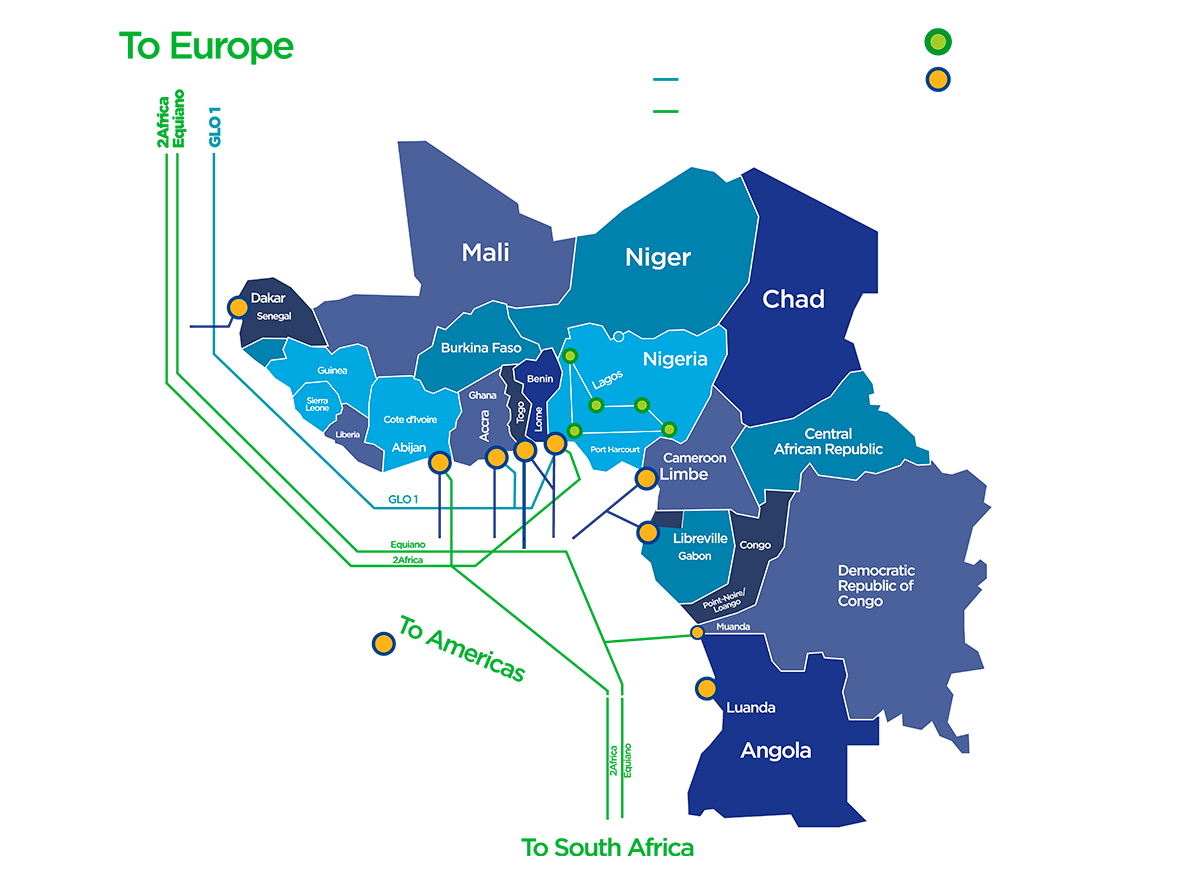 To Europe
2Africa
Equiano
GLO 1
Mali
Niger
Chad
Dakar
Senegal
Burkina Faso
Nigeria
Guinea
Benin
Lagos
Ghana
Sierra
Leone
Togo
Lome
Cote d'Ivoire
Accra
Liberia
Abijan
Port Harcourt
Central
African Republic
Cameroon
Limbe
GLO 1
Libreville
Gabon
Congo
Equiano
2Africa
Democratic
Republic of
Congo
Point-Noire/
Loango
Muanda
To Americas
Luanda
Angola
2Africa
Equiano
To South Africa